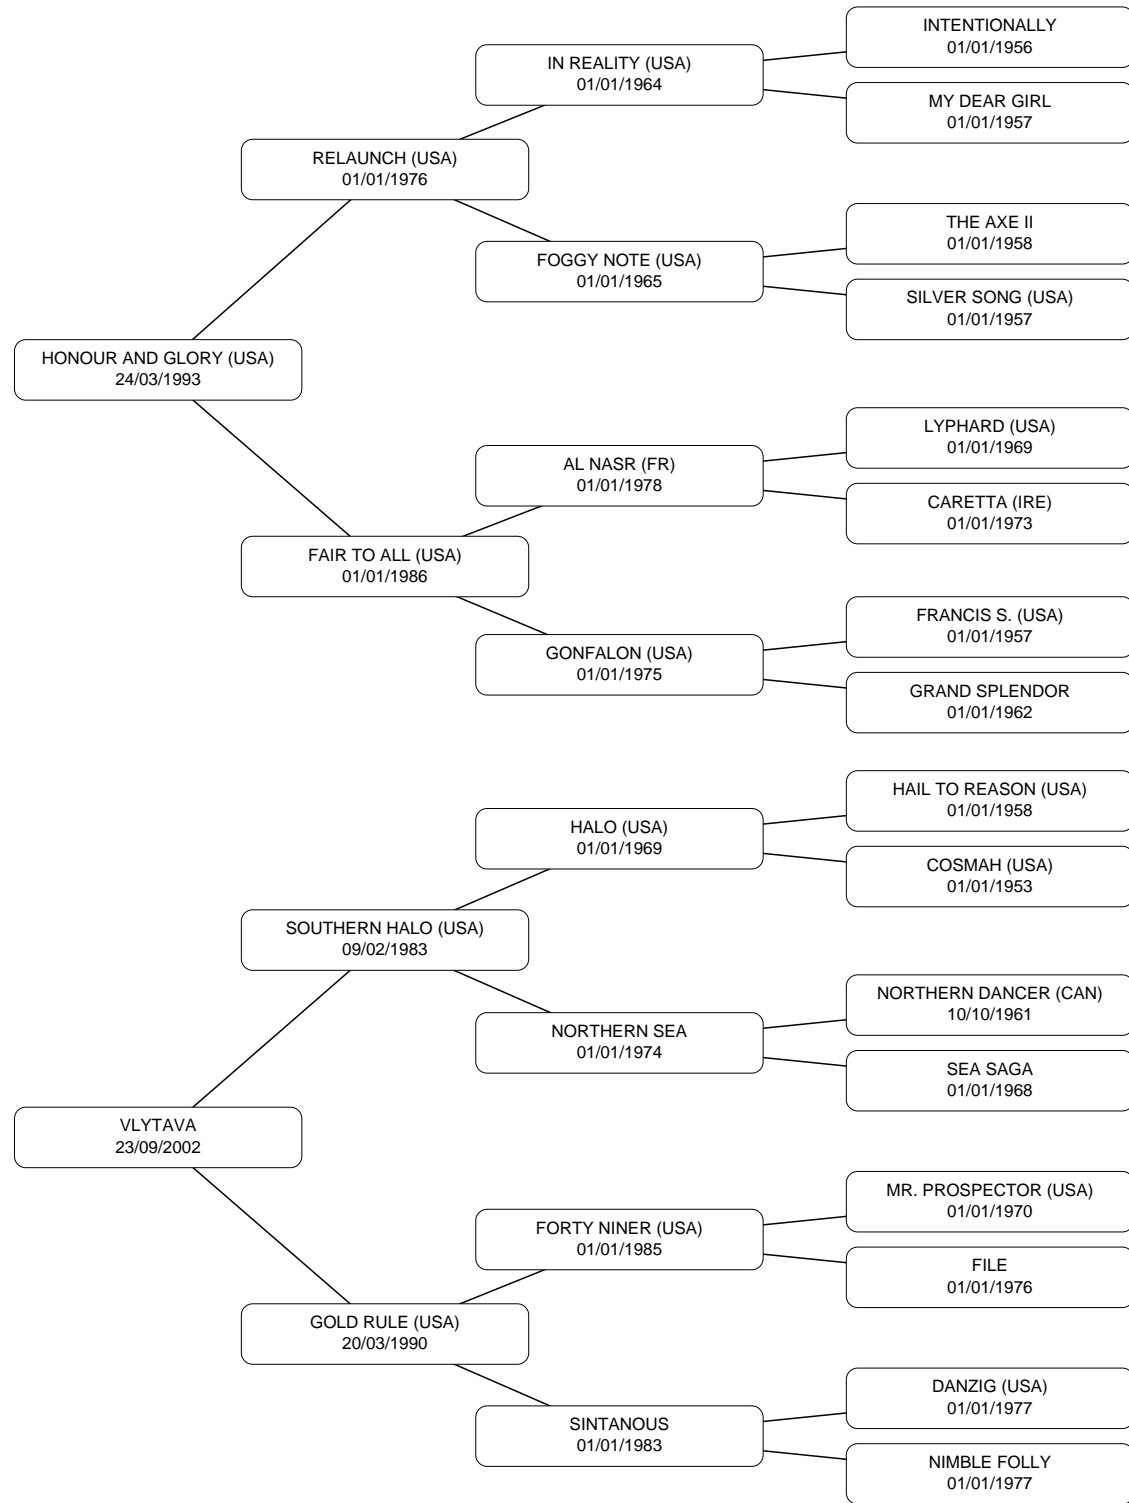 INTENTIONALLY
01/01/1956
IN REALITY (USA)
01/01/1964
MY DEAR GIRL
01/01/1957
RELAUNCH (USA)
01/01/1976
THE AXE II
01/01/1958
FOGGY NOTE (USA)
01/01/1965
SILVER SONG (USA)
01/01/1957
HONOUR AND GLORY (USA)
24/03/1993
LYPHARD (USA)
01/01/1969
AL NASR (FR)
01/01/1978
CARETTA (IRE)
01/01/1973
FAIR TO ALL (USA)
01/01/1986
FRANCIS S. (USA)
01/01/1957
GONFALON (USA)
01/01/1975
GRAND SPLENDOR
01/01/1962
HAIL TO REASON (USA)
01/01/1958
HALO (USA)
01/01/1969
COSMAH (USA)
01/01/1953
SOUTHERN HALO (USA)
09/02/1983
NORTHERN DANCER (CAN)
10/10/1961
NORTHERN SEA
01/01/1974
SEA SAGA
01/01/1968
VLYTAVA
23/09/2002
MR. PROSPECTOR (USA)
01/01/1970
FORTY NINER (USA)
01/01/1985
FILE
01/01/1976
GOLD RULE (USA)
20/03/1990
DANZIG (USA)
01/01/1977
SINTANOUS
01/01/1983
NIMBLE FOLLY
01/01/1977